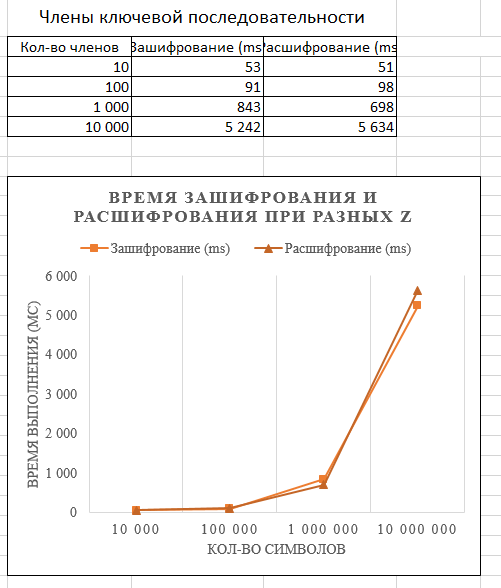 Члены ключевой последовательности
Кол-во членов Зашифрование (ms Расшифрование (ms
10 53 51
100 91 98
1 000 843 698
10 000 5 242 5 634
ВРЕМЯ ЗАШИФРОВАНИЯ И
РАСШИФРОВАНИЯ ПРИ РАЗНЫХ Z
Зашифрование (ms) Расшифрование (ms)
ВРЕМЯ ВЫПОЛНЕНИЯ (МС)
6 000
5 000
4 000
3 000
2 000
1 000
0
10 000 100 000 1 000 000 10 000 000
КОЛ-ВО СИМВОЛОВ